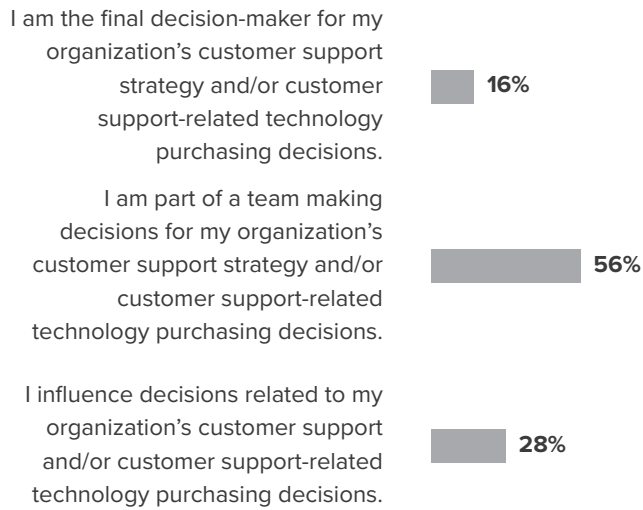 I am the final decision-maker for my
organization’s customer support
strategy and/or customer
support-related technology
purchasing decisions.
16%
I am part of a team making
decisions for my organization’s
customer support strategy and/or
customer support-related
technology purchasing decisions.
56%
I influence decisions related to my
organization’s customer support
and/or customer support-related
technology purchasing decisions.
28%